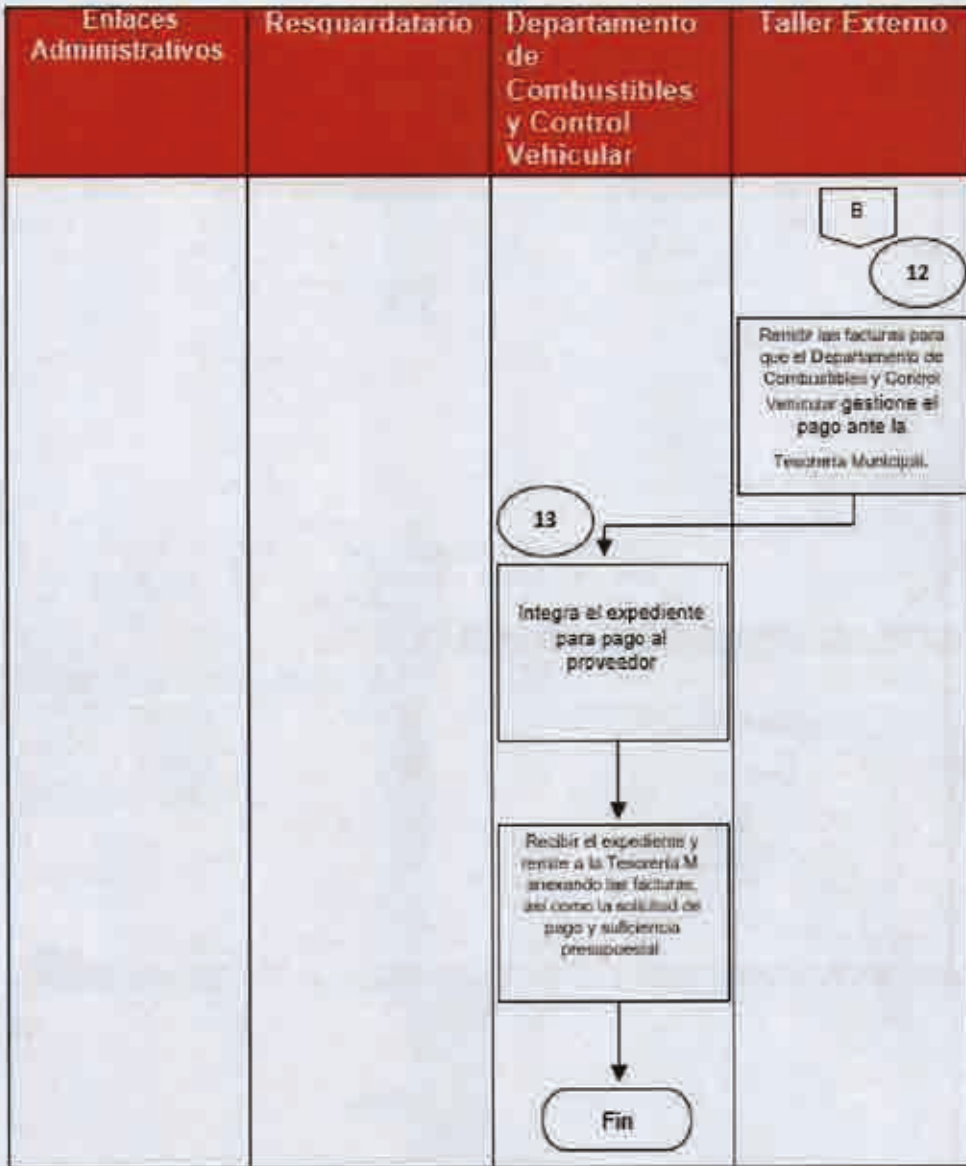 Enlaces
Administrativos
Resguardatario
Departamento
de
Combustibles
y Control
Vehicular
Taller Externo
B
12
Remitir las facturas para
que el Departamento de
Combustibles y Control
Vehicular gestione el
pago ante la
Tesorería Municipal.
13
Integra el expediente
para pago al
proveedor
Recibir el expediente y
remite a la Tesorería M
anexando las facturas,
así como la solicitud de
pago y suficiencia
presupuestal
Fin